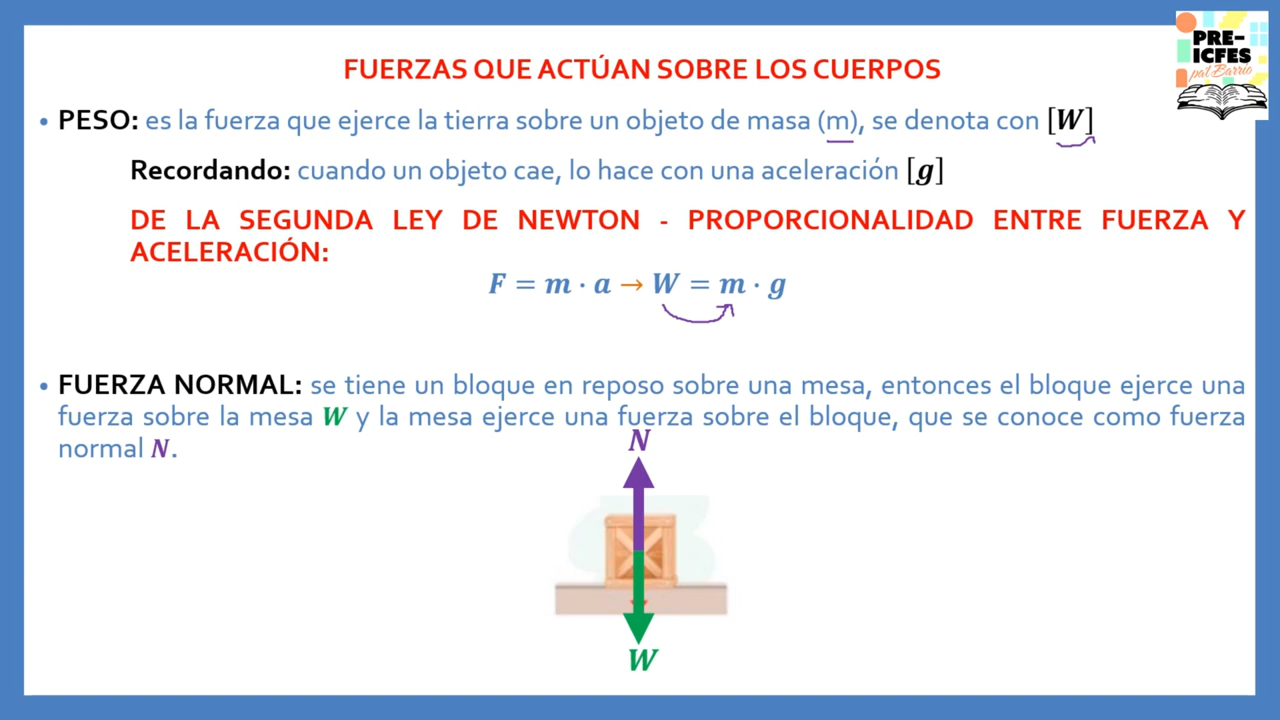 PRE-
ICFES
pal Barrio
FUERZAS QUE ACTÚAN SOBRE LOS CUERPOS
• PESO: es la fuerza que ejerce la tierra sobre un objeto de masa (m), se denota con [W]
Recordando: cuando un objeto cae, lo hace con una aceleración [g]
DE LA SEGUNDA LEY DE NEWTON - PROPORCIONALIDAD ENTRE FUERZA Y
ACELERACIÓN:
F = m · a → W = m · g
• FUERZA NORMAL: se tiene un bloque en reposo sobre una mesa, entonces el bloque ejerce una
fuerza sobre la mesa W y la mesa ejerce una fuerza sobre el bloque, que se conoce como fuerza
normal N.
N
W